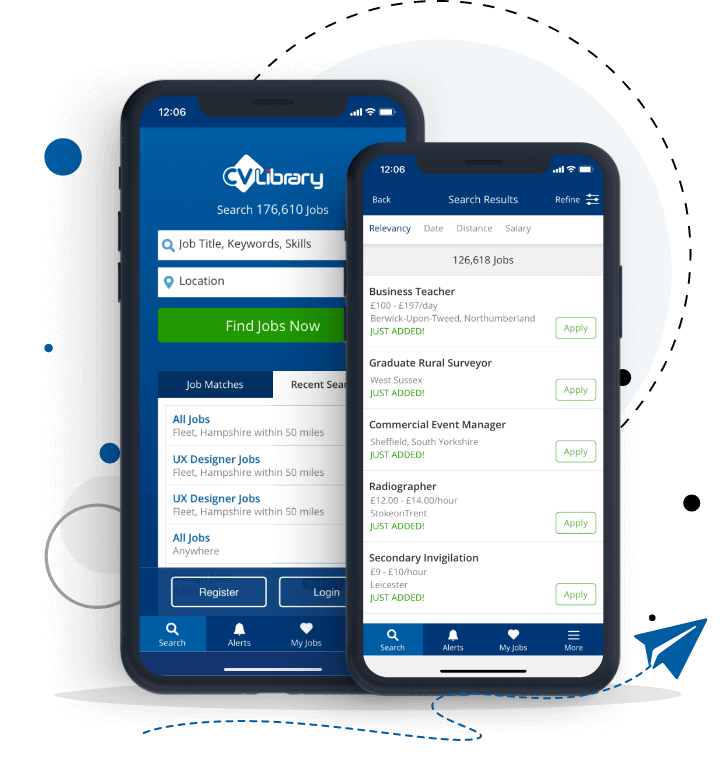 12:06
CVLibrary
Search 176,610 Jobs
Job Title, Keywords, Skills
Location
Find Jobs Now
Job Matches
Recent Sear
All Jobs
Fleet, Hampshire within 50 miles
UX Designer Jobs
Fleet, Hampshire within 50 miles
UX Designer Jobs
Fleet, Hampshire within 50 miles
All Jobs
Anywhere
Register
Login
Search
Alerts
My Jobs
12:06
Back
Search Results
Refine
Relevancy
Date
Distance
Salary
126,618 Jobs
Business Teacher
£100 - £197/day
Berwick-Upon-Tweed, Northumberland
JUST ADDED!
Apply
Graduate Rural Surveyor
West Sussex
JUST ADDED!
Apply
Commercial Event Manager
Sheffield, South Yorkshire
JUST ADDED!
Apply
Radiographer
£12.00 - £14.00/hour
StokeonTrent
JUST ADDED!
Apply
Secondary Invigilation
£9 - £10/hour
Leicester
JUST ADDED!
Apply
Search
Alerts
My Jobs
More